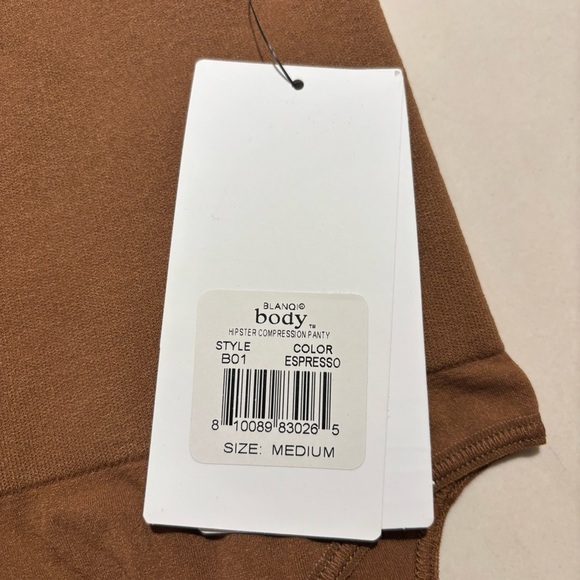 BLANQI®
body™
HIPSTER COMPRESSION PANTY
STYLE COLOR
B01 ESPRESSO
8 10089 83026 5
SIZE: MEDIUM